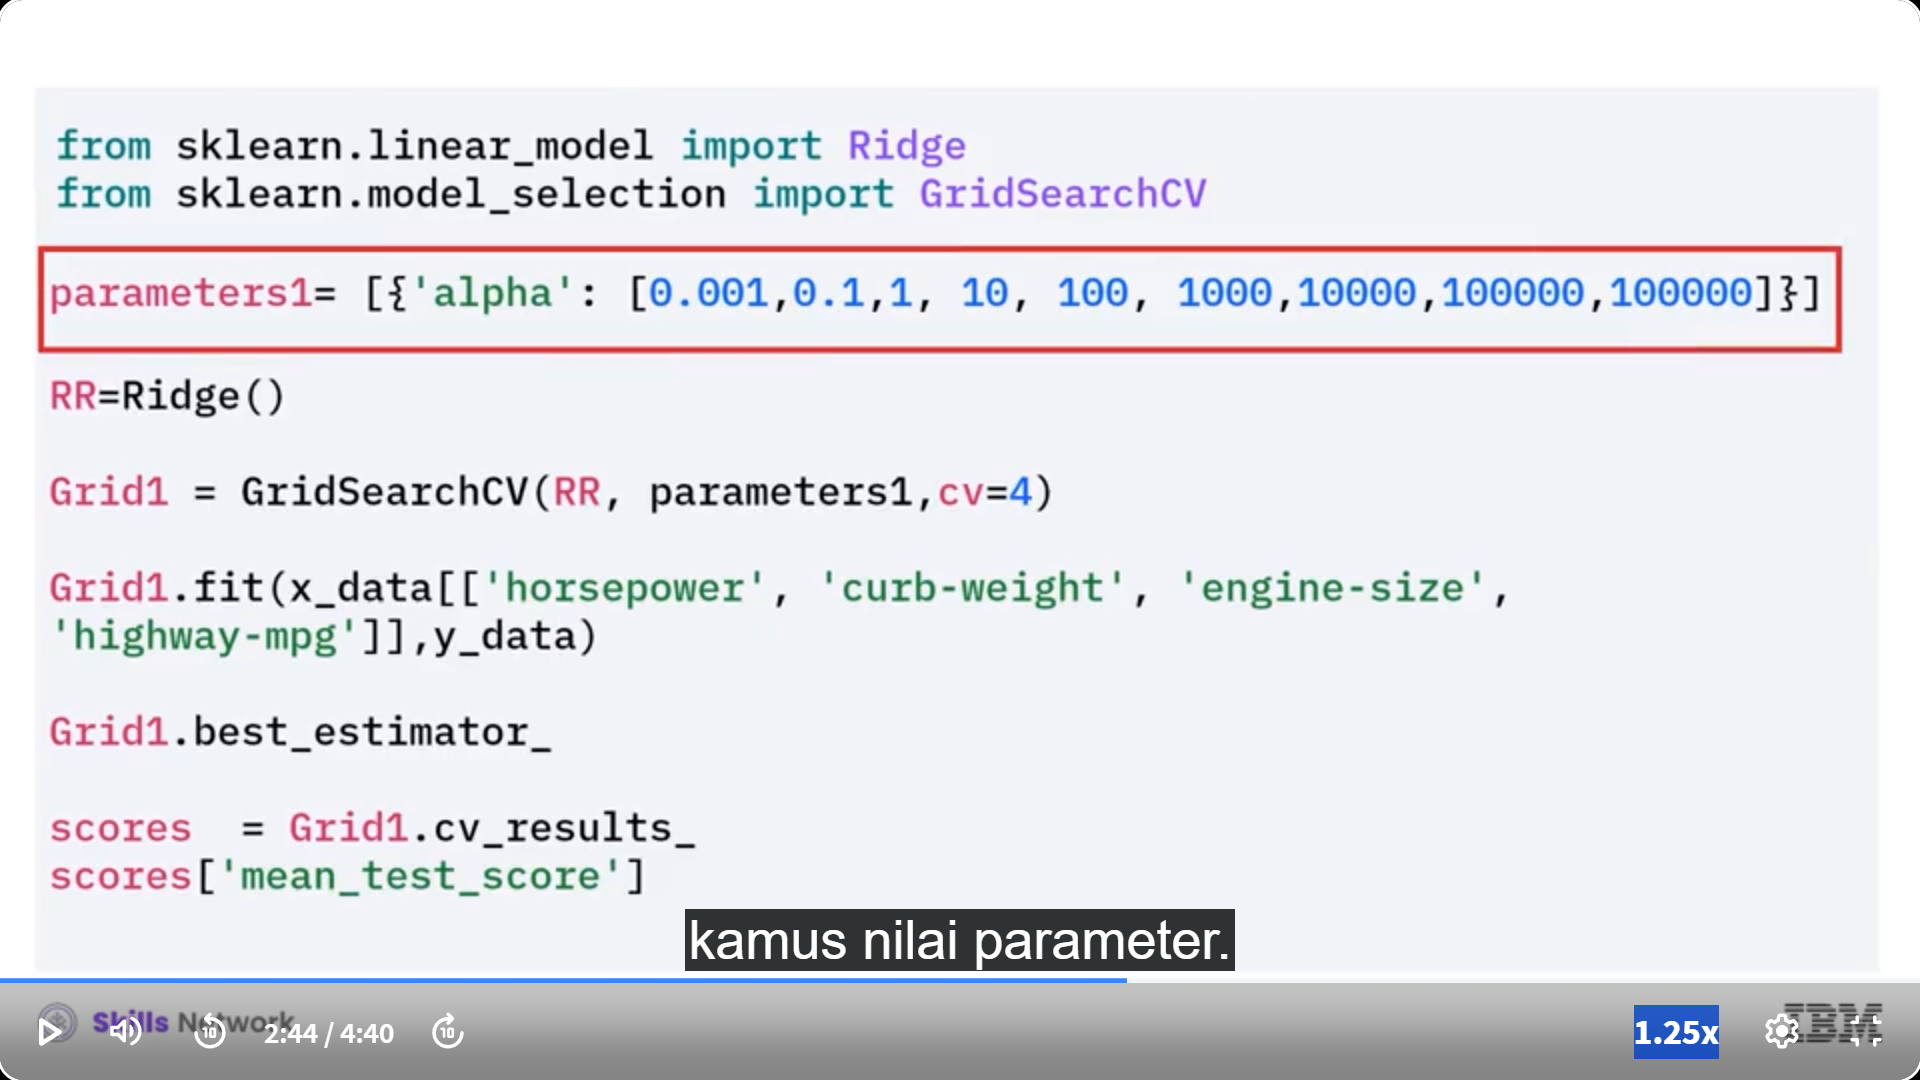 from sklearn.linear_model import Ridge
from sklearn.model_selection import GridSearchCV
parameters1= [{'alpha': [0.001,0.1,1, 10, 100, 1000,10000,100000,100000]}]
RR=Ridge()
Grid1 = GridSearchCV(RR, parameters1,cv=4)
Grid1.fit(x_data[['horsepower', 'curb-weight', 'engine-size',
'highway-mpg']],y_data)
Grid1.best_estimator_
scores  = Grid1.cv_results_
scores['mean_test_score']
kamus nilai parameter.
Skills Network
10
2:44 / 4:40
10
1.25x
IBM